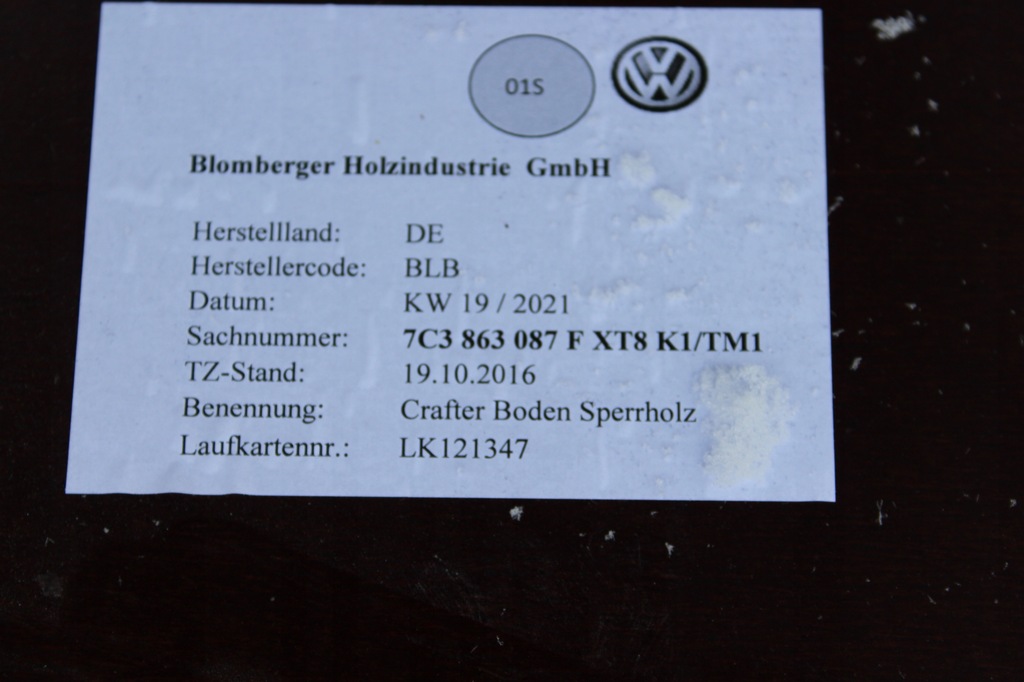 01S
Blomberger Holzindustrie GmbH
Herstellland: DE
Herstellercode: BLB
Datum: KW 19 / 2021
Sachnummer: 7C3 863 087 F XT8 K1/TM1
TZ-Stand: 19.10.2016
Benennung: Crafter Boden Sperrholz
Laufkartennr.: LK121347